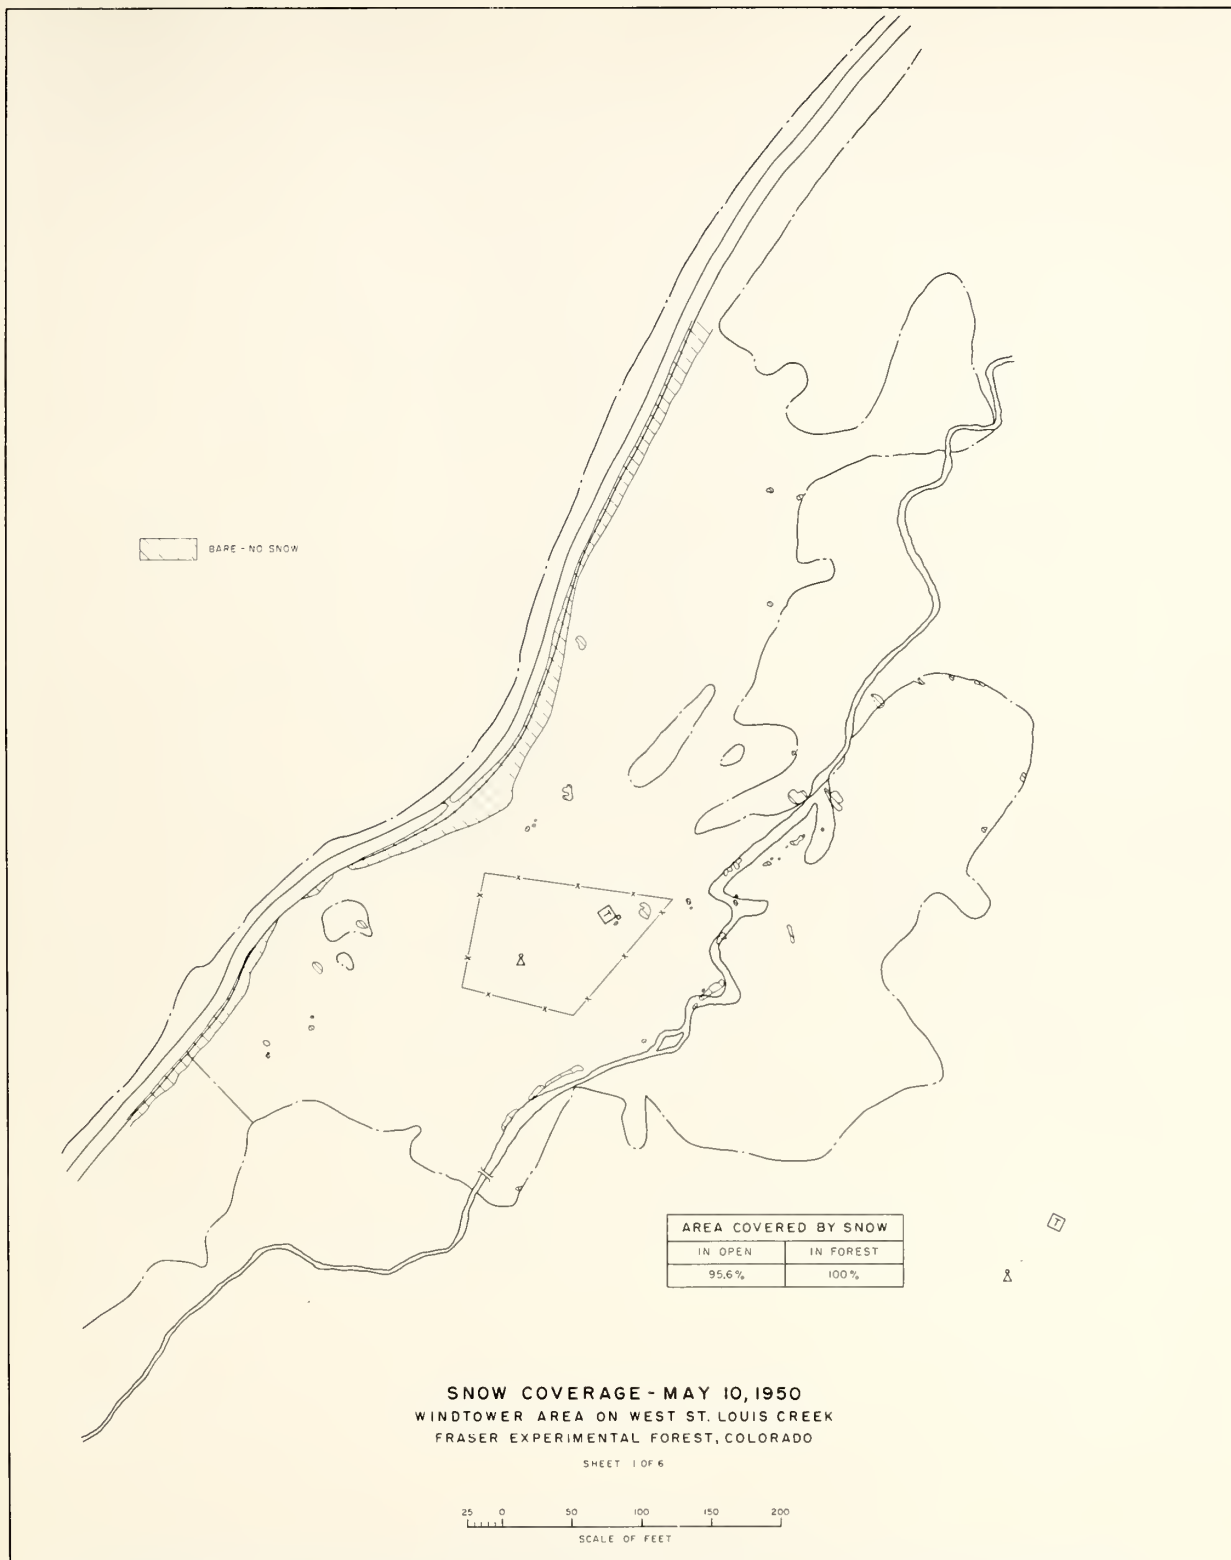 BARE - NO SNOW
T
AREA COVERED BY SNOW
IN OPEN IN FOREST
95.6% 100%
T
SNOW COVERAGE - MAY 10, 1950
WINDTOWER AREA ON WEST ST. LOUIS CREEK
FRASER EXPERIMENTAL FOREST, COLORADO
SHEET 1 OF 6
25 0 50 100 150 200
SCALE OF FEET